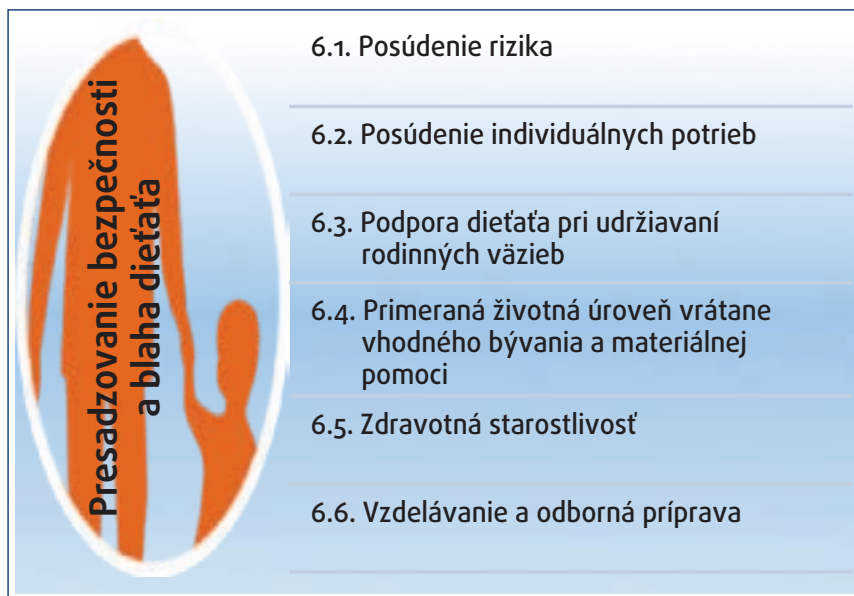 Presadzovanie bezpečnosti
a blaha dieťaťa
6.1. Posúdenie rizika
6.2. Posúdenie individuálnych potrieb
6.3. Podpora dieťaťa pri udržiavaní
rodinných väzieb
6.4. Primeraná životná úroveň vrátane
vhodného bývania a materiálnej
pomoci
6.5. Zdravotná starostlivosť
6.6. Vzdelávanie a odborná príprava